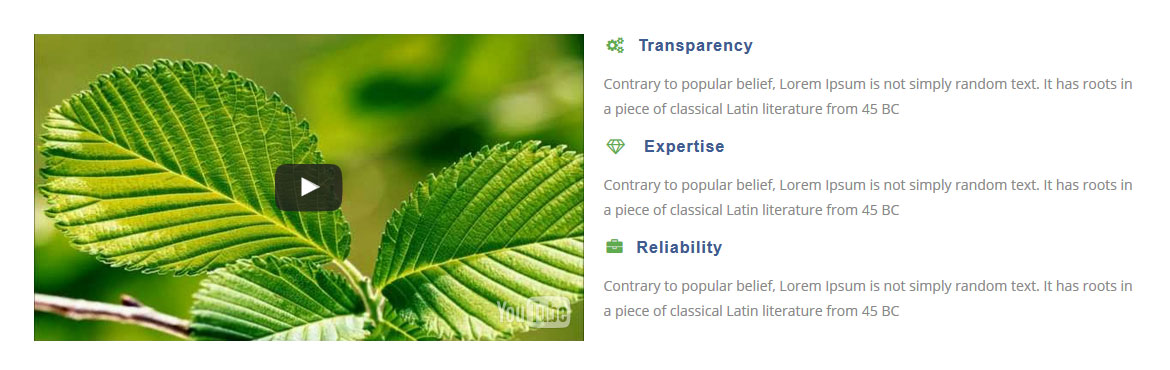 Transparency
Contrary to popular belief, Lorem Ipsum is not simply random text. It has roots in
a piece of classical Latin literature from 45 BC
Expertise
Contrary to popular belief, Lorem Ipsum is not simply random text. It has roots in
a piece of classical Latin literature from 45 BC
Reliability
Contrary to popular belief, Lorem Ipsum is not simply random text. It has roots in
a piece of classical Latin literature from 45 BC
YouTube